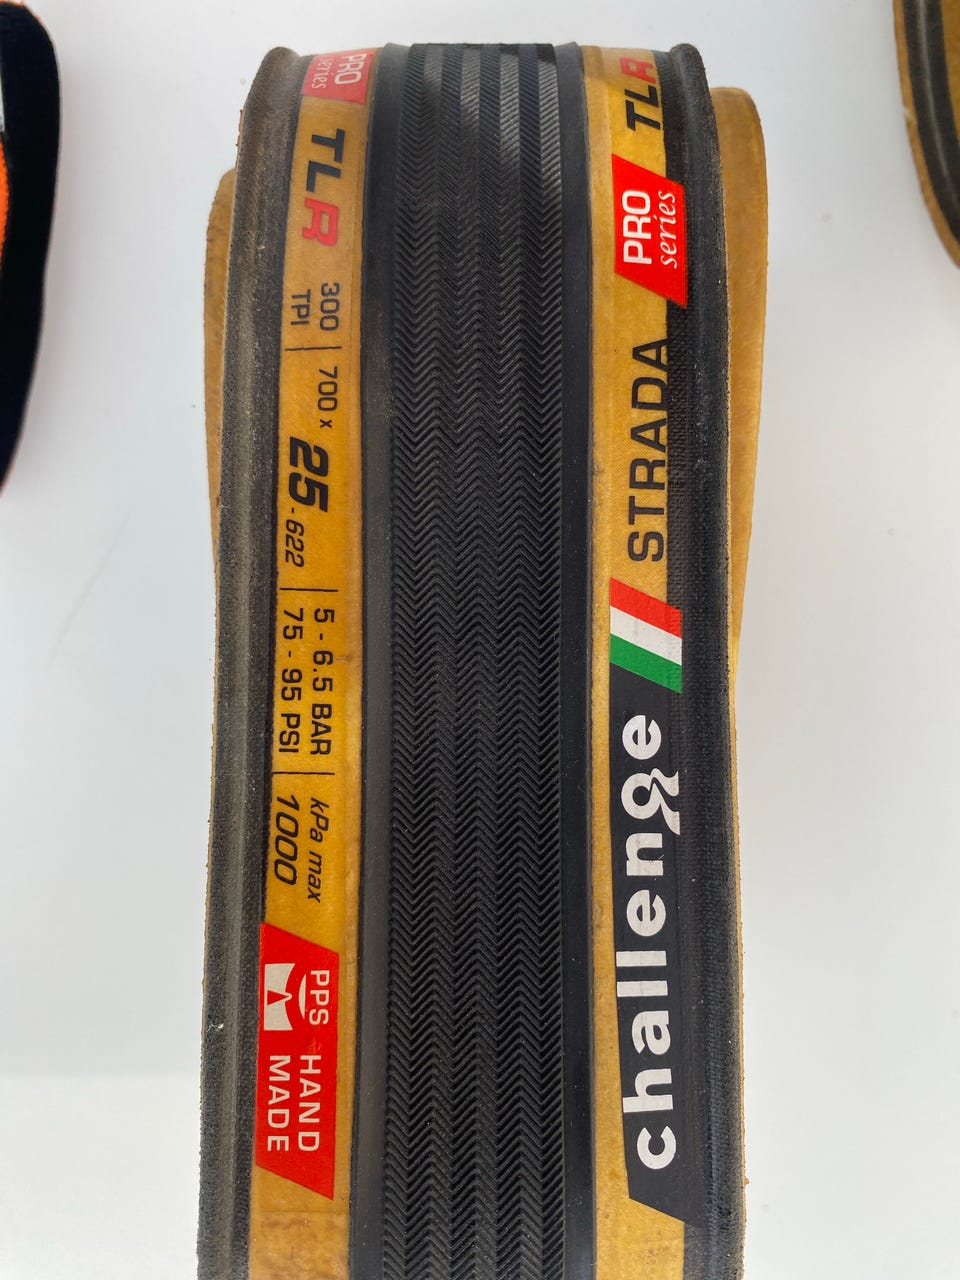 PRO
series
TLR
300
TPI
700 x
25-622
5 - 6.5 BAR
75 - 95 PSI
kPa max
1000
PPS
HAND
MADE
challenge
STRADA
PRO
series
TLR